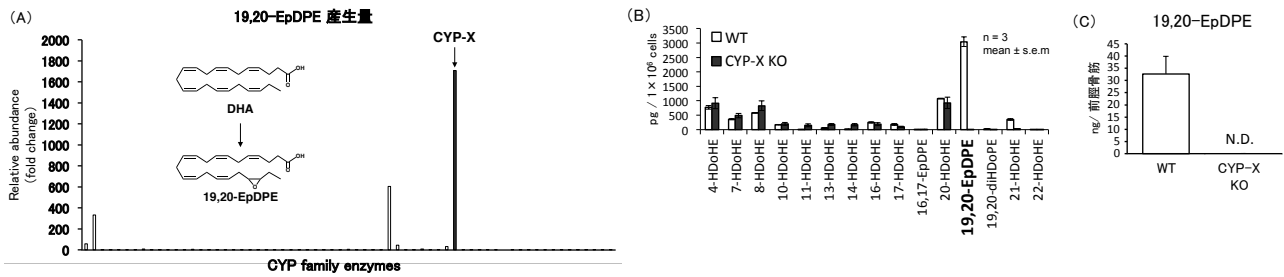 (A)
19,20-EpDPE 産生量
Relative abundance
(fold change)
2000
1800
1600
1400
1200
1000
800
600
400
200
0
CYP-X
OH
O
DHA
OH
O
O
19,20-EpDPE
CYP family enzymes
(B)
pg / 1×10⁶ cells
3500
3000
2500
2000
1500
1000
500
0
WT
CYP-X KO
n = 3
mean ± s.e.m
4-HDoHE
7-HDoHE
8-HDoHE
10-HDoHE
11-HDoHE
13-HDoHE
14-HDoHE
16-HDoHE
17-HDoHE
16,17-EpDPE
20-HDoHE
19,20-EpDPE
19,20-diHDoPE
21-HDoHE
22-HDoHE
(C)
19,20-EpDPE
ng/ 前脛骨筋
45
40
35
30
25
20
15
10
5
0
N.D.
WT
CYP-X
KO